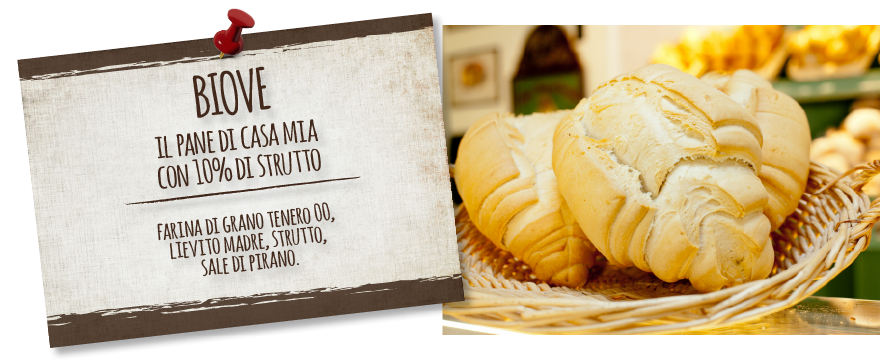 BIOVE
IL PANE DI CASA MIA
CON 10% DI STRUTTO
FARINA DI GRANO TENERO 00,
LIEVITO MADRE, STRUTTO,
SALE DI PIRANO.